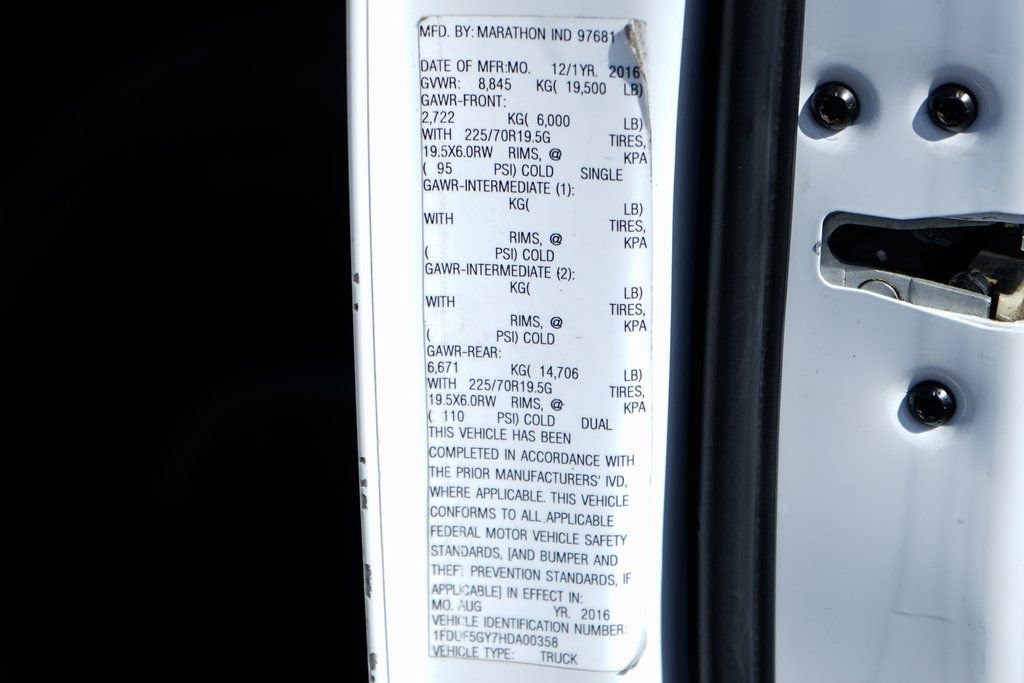 MFD. BY: MARATHON IND 97681
DATE OF MFR:MO. 12/1YR. 2016
GVWR: 8,845 KG( 19,500 LB)
GAWR-FRONT:
2,722 KG( 6,000 LB)
WITH 225/70R19.5G TIRES,
19.5X6.0RW RIMS, @ KPA
( 95 PSI) COLD SINGLE
GAWR-INTERMEDIATE (1):
KG( LB)
WITH TIRES,
RIMS, @ KPA
( PSI) COLD
GAWR-INTERMEDIATE (2):
KG( LB)
WITH TIRES,
RIMS, @ KPA
( PSI) COLD
GAWR-REAR:
6,671 KG( 14,706 LB)
WITH 225/70R19.5G TIRES,
19.5X6.0RW RIMS, @ KPA
( 110 PSI) COLD DUAL
THIS VEHICLE HAS BEEN
COMPLETED IN ACCORDANCE WITH
THE PRIOR MANUFACTURERS' IVD,
WHERE APPLICABLE. THIS VEHICLE
CONFORMS TO ALL APPLICABLE
FEDERAL MOTOR VEHICLE SAFETY
STANDARDS, [AND BUMPER AND
THEFT PREVENTION STANDARDS, IF
APPLICABLE] IN EFFECT IN:
MO. AUG YR. 2016
VEHICLE IDENTIFICATION NUMBER:
1FDUF5GY7HDA00358
VEHICLE TYPE: TRUCK